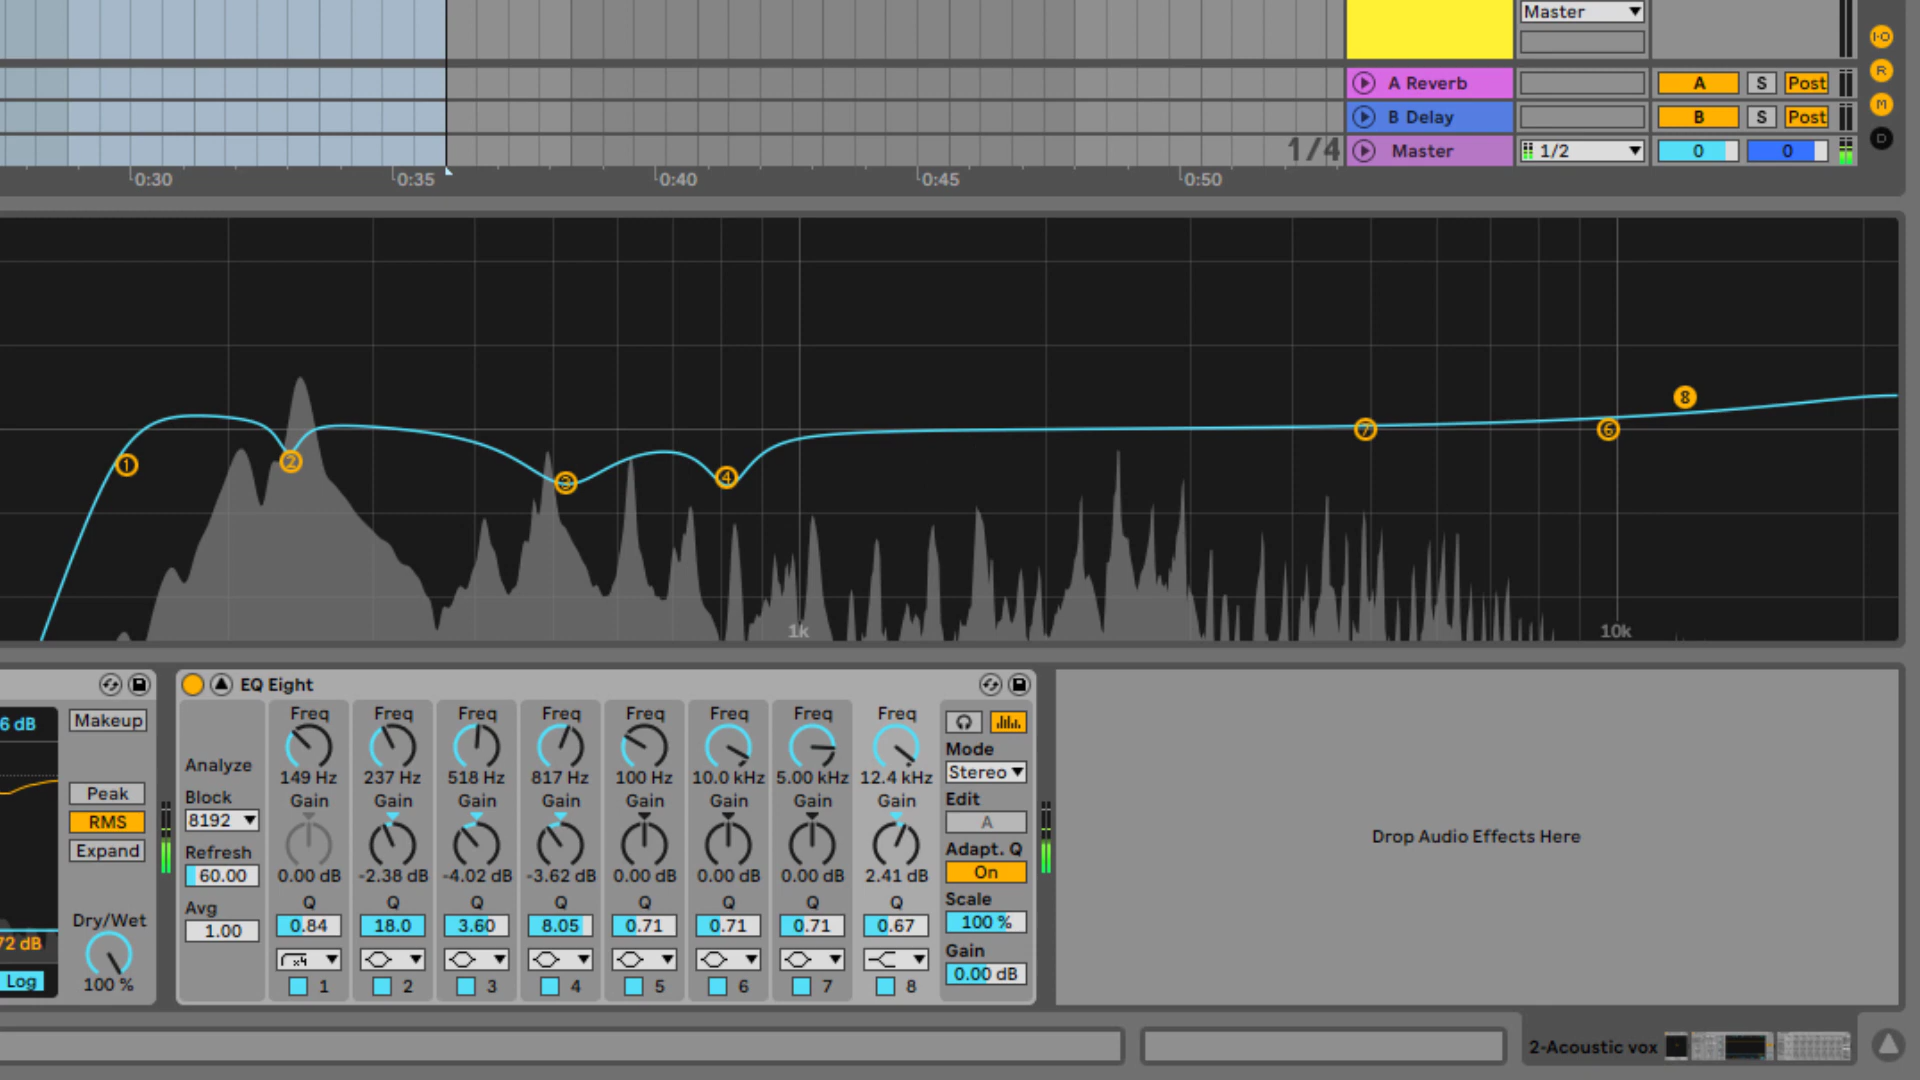 Master
A Reverb
A S Post
B Delay
B S Post
1/4
Master
1/2
0 0
I·O
R
M
D
0:30 0:35 0:40 0:45 0:50
1 2 3 4 7 6 8
1k 10k
6 dB
Makeup
Peak
RMS
Expand
Dry/Wet
72 dB
Log
100 %
EQ Eight
Analyze
Block
8192
Refresh
60.00
Avg
1.00
Freq Freq Freq Freq Freq Freq Freq Freq
149 Hz 237 Hz 518 Hz 817 Hz 100 Hz 10.0 kHz 5.00 kHz 12.4 kHz
Gain Gain Gain Gain Gain Gain Gain Gain
0.00 dB -2.38 dB -4.02 dB -3.62 dB 0.00 dB 0.00 dB 0.00 dB 2.41 dB
Q Q Q Q Q Q Q Q
0.84 18.0 3.60 8.05 0.71 0.71 0.71 0.67
x4
1 2 3 4 5 6 7 8
Mode
Stereo
Edit
A
Adapt. Q
On
Scale
100 %
Gain
0.00 dB
Drop Audio Effects Here
2-Acoustic vox